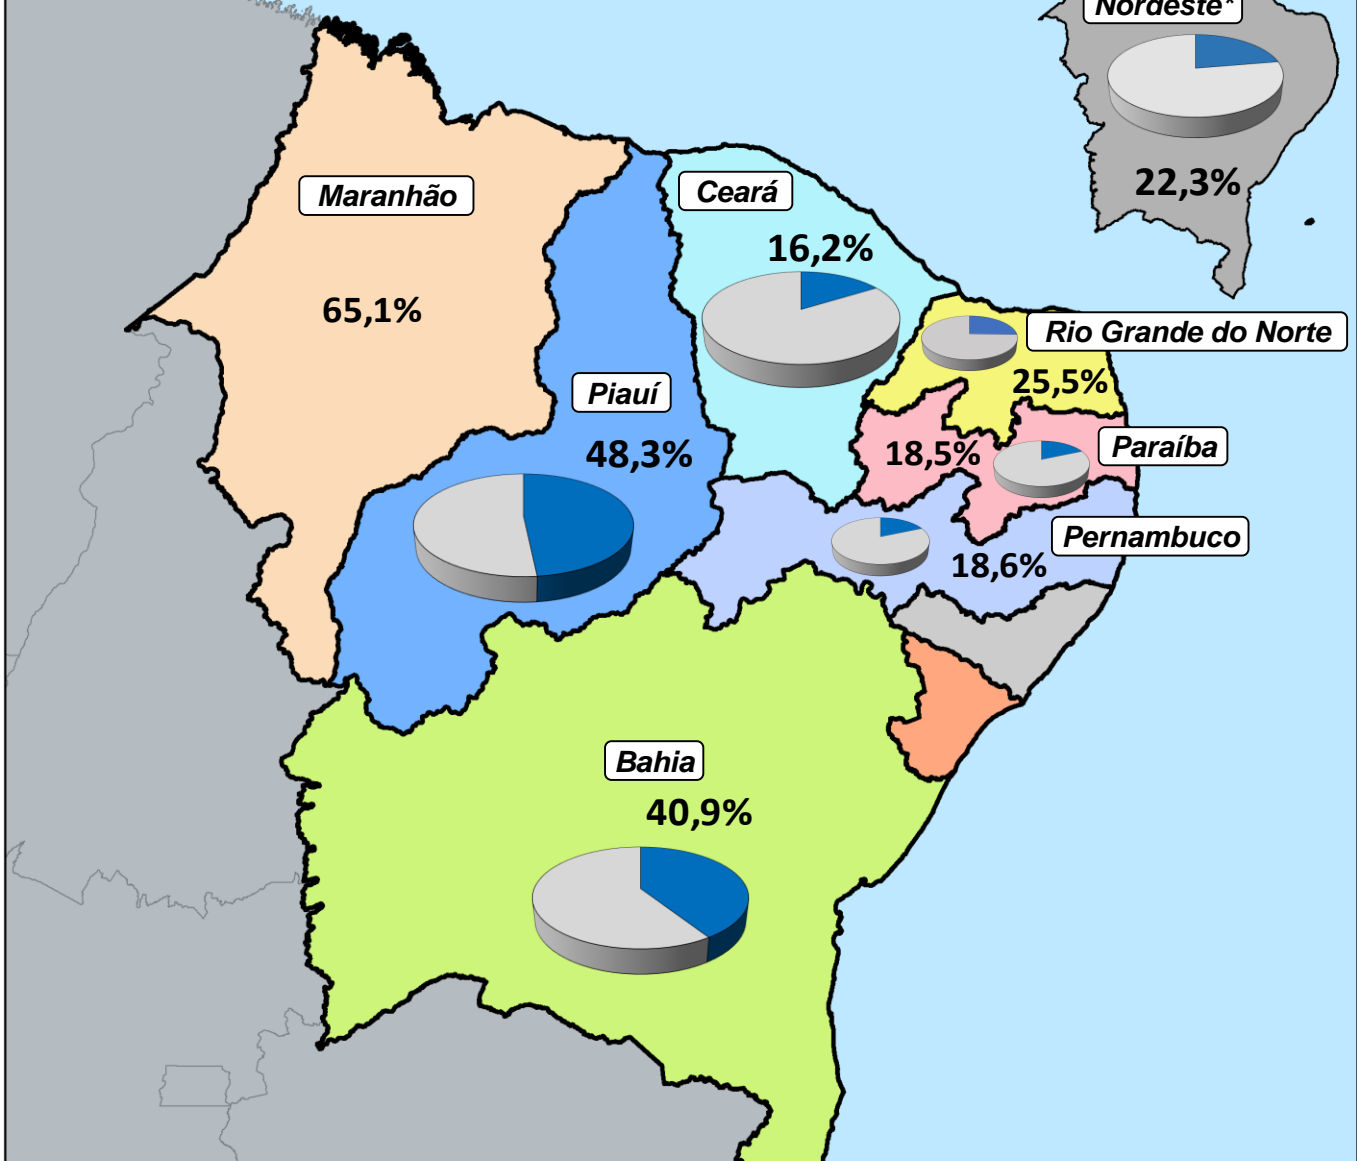 Nordeste*
22,3%
Maranhão
65,1%
Ceará
16,2%
Rio Grande do Norte
25,5%
Piauí
48,3%
18,5%
Paraíba
Pernambuco
18,6%
Bahia
40,9%